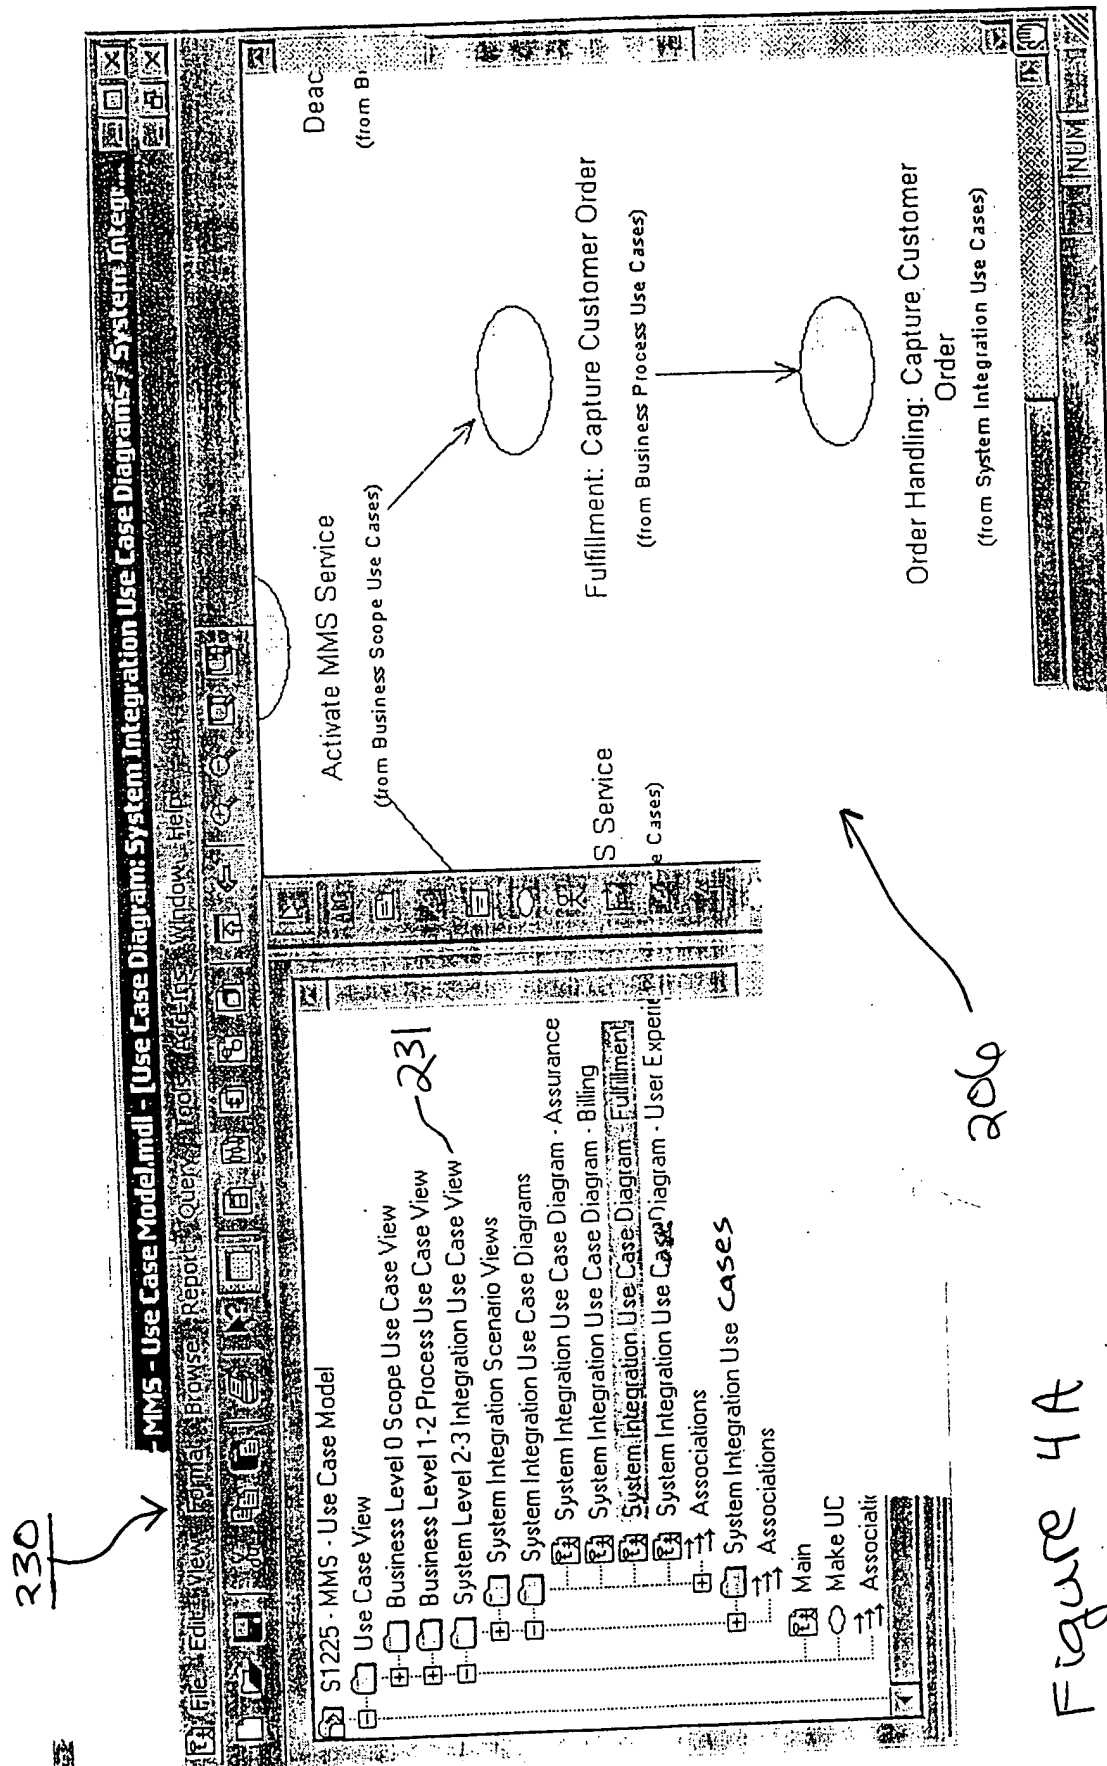 230
- MMS - Use Case Model.mdl - [Use Case Diagram: System Integration Use Case Diagrams / System Integr...
File Edit View Format Browse Report Query Tools Add-Ins Window Help
S1225 - MMS - Use Case Model
Use Case View
Business Level 0 Scope Use Case View
Business Level 1-2 Process Use Case View
System Level 2-3 Integration Use Case View
231
System Integration Scenario Views
System Integration Use Case Diagrams
System Integration Use Case Diagram - Assurance
System Integration Use Case Diagram - Billing
System Integration Use Case Diagram - Fulfillment
System Integration Use Case Diagram - User Experie
Associations
System Integration Use Cases
Associations
Main
Make UC
Associati
ABC
Activate MMS Service
(from Business Scope Use Cases)
Deac
(from B
S Service
e Cases)
Fulfillment: Capture Customer Order
(from Business Process Use Cases)
Order Handling: Capture Customer
Order
(from System Integration Use Cases)
NUM
206
Figure 4A